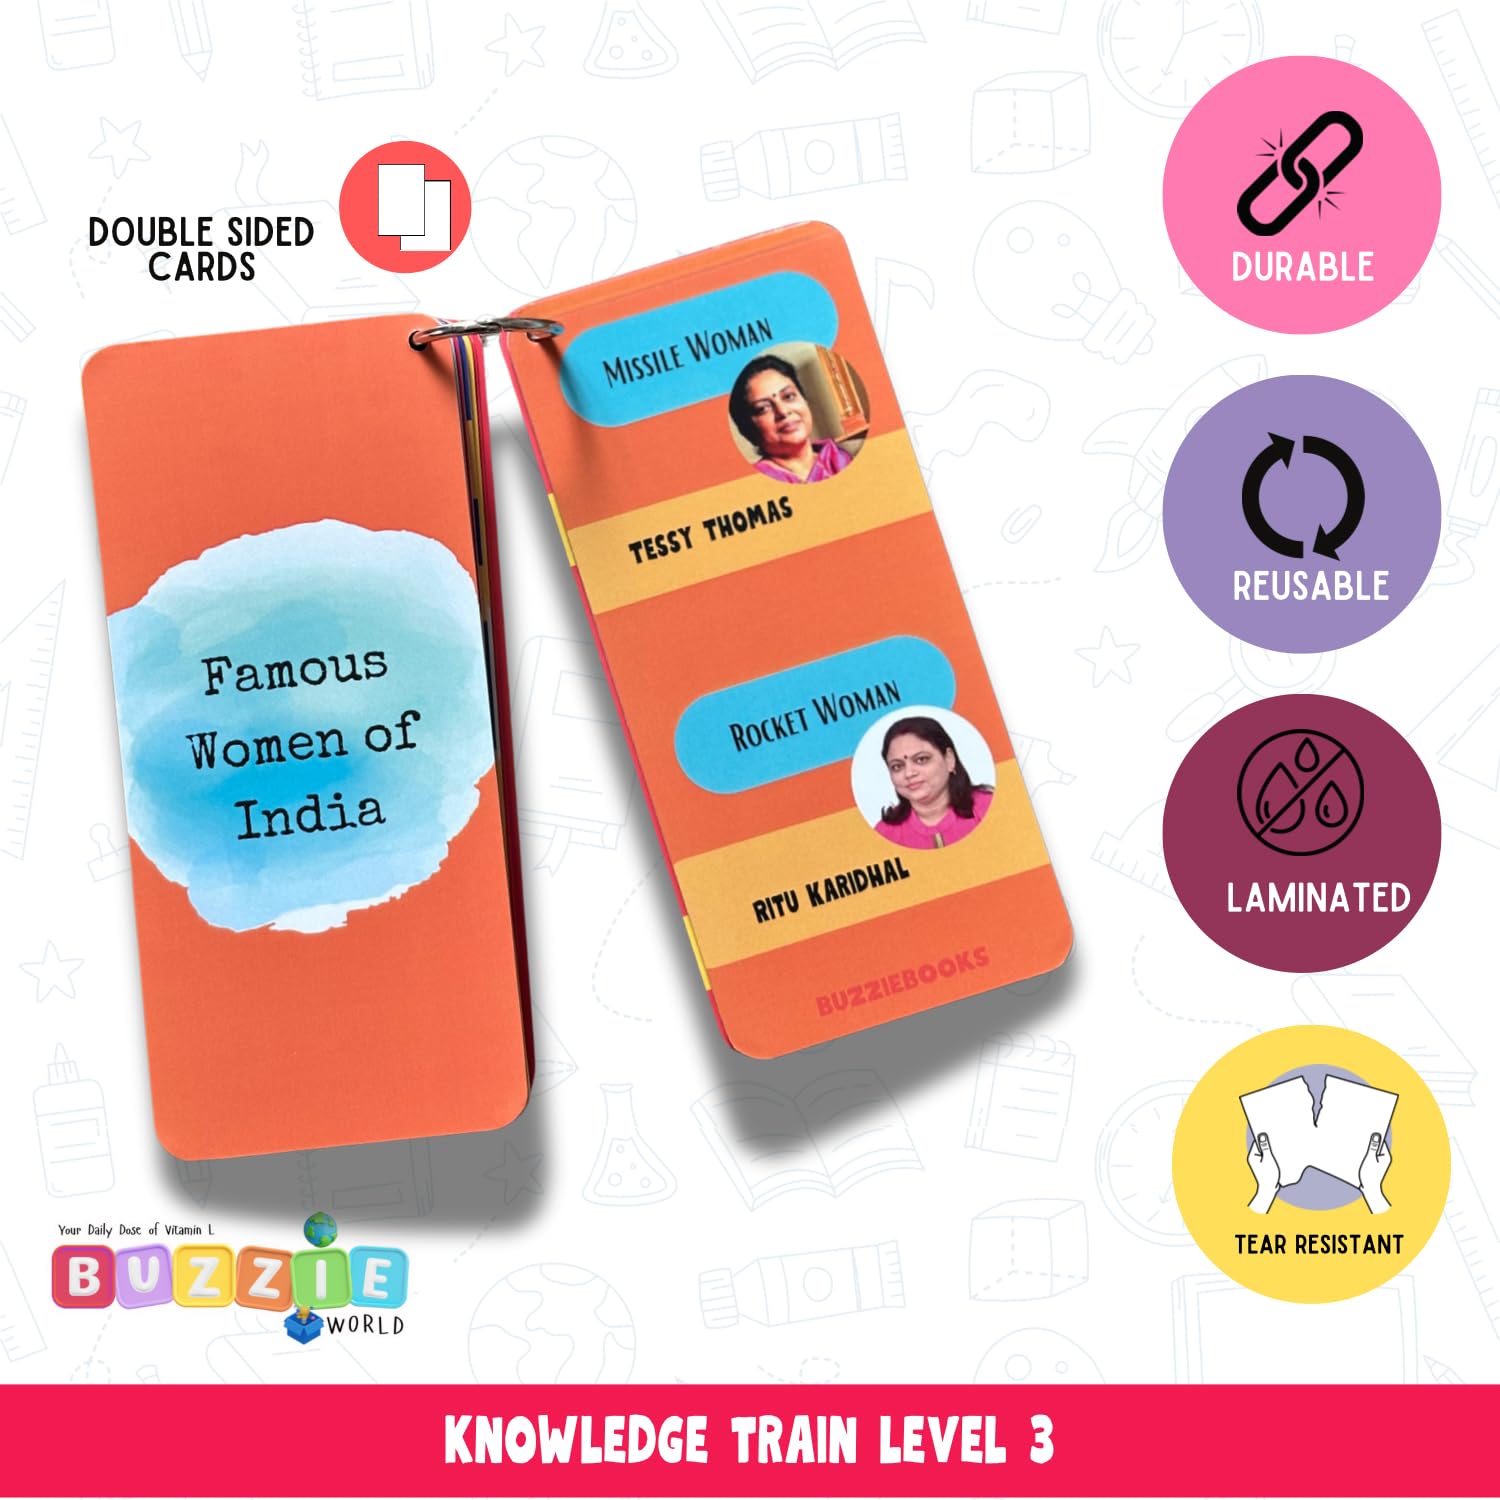 DOUBLE SIDED
CARDS
Famous
Women of
India
MISSILE WOMAN
TESSY THOMAS
ROCKET WOMAN
RITU KARIDHAL
BUZZIEBOOKS
DURABLE
REUSABLE
LAMINATED
TEAR RESISTANT
Your Daily Dose of Vitamin L
BUZZIE
WORLD
KNOWLEDGE TRAIN LEVEL 3